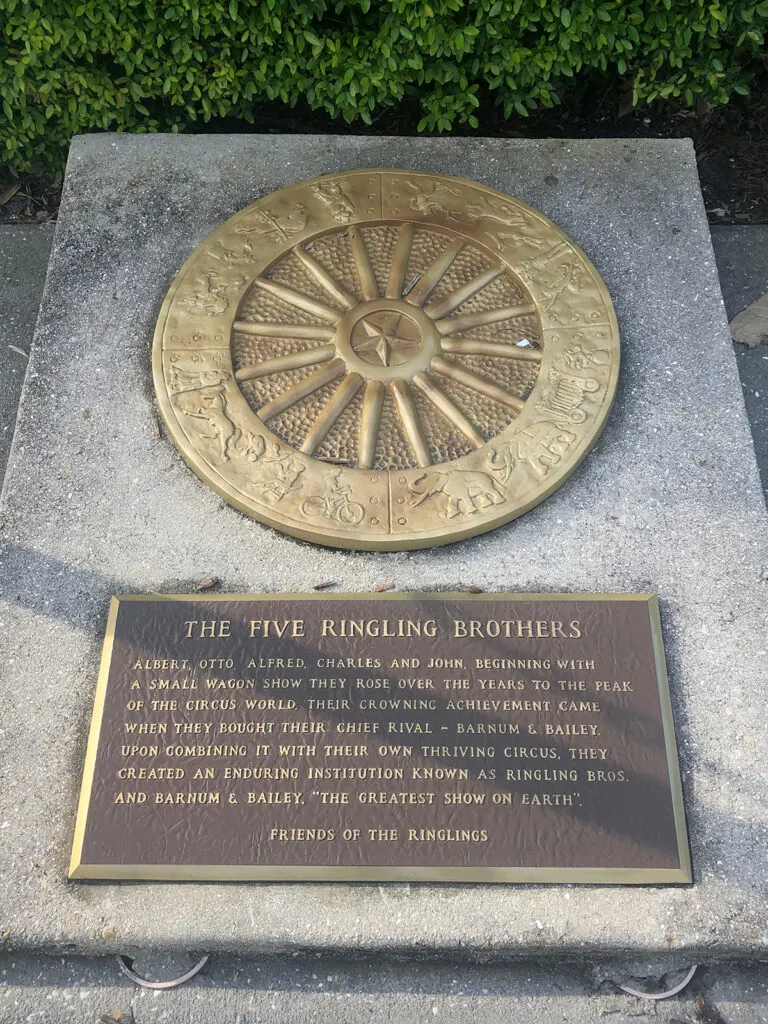 THE FIVE RINGLING BROTHERS
ALBERT, OTTO, ALFRED, CHARLES AND JOHN, BEGINNING WITH
A SMALL WAGON SHOW THEY ROSE OVER THE YEARS TO THE PEAK
OF THE CIRCUS WORLD. THEIR CROWNING ACHIEVEMENT CAME
WHEN THEY BOUGHT THEIR CHIEF RIVAL - BARNUM & BAILEY.
UPON COMBINING IT WITH THEIR OWN THRIVING CIRCUS, THEY
CREATED AN ENDURING INSTITUTION KNOWN AS RINGLING BROS.
AND BARNUM & BAILEY, "THE GREATEST SHOW ON EARTH".
FRIENDS OF THE RINGLINGS